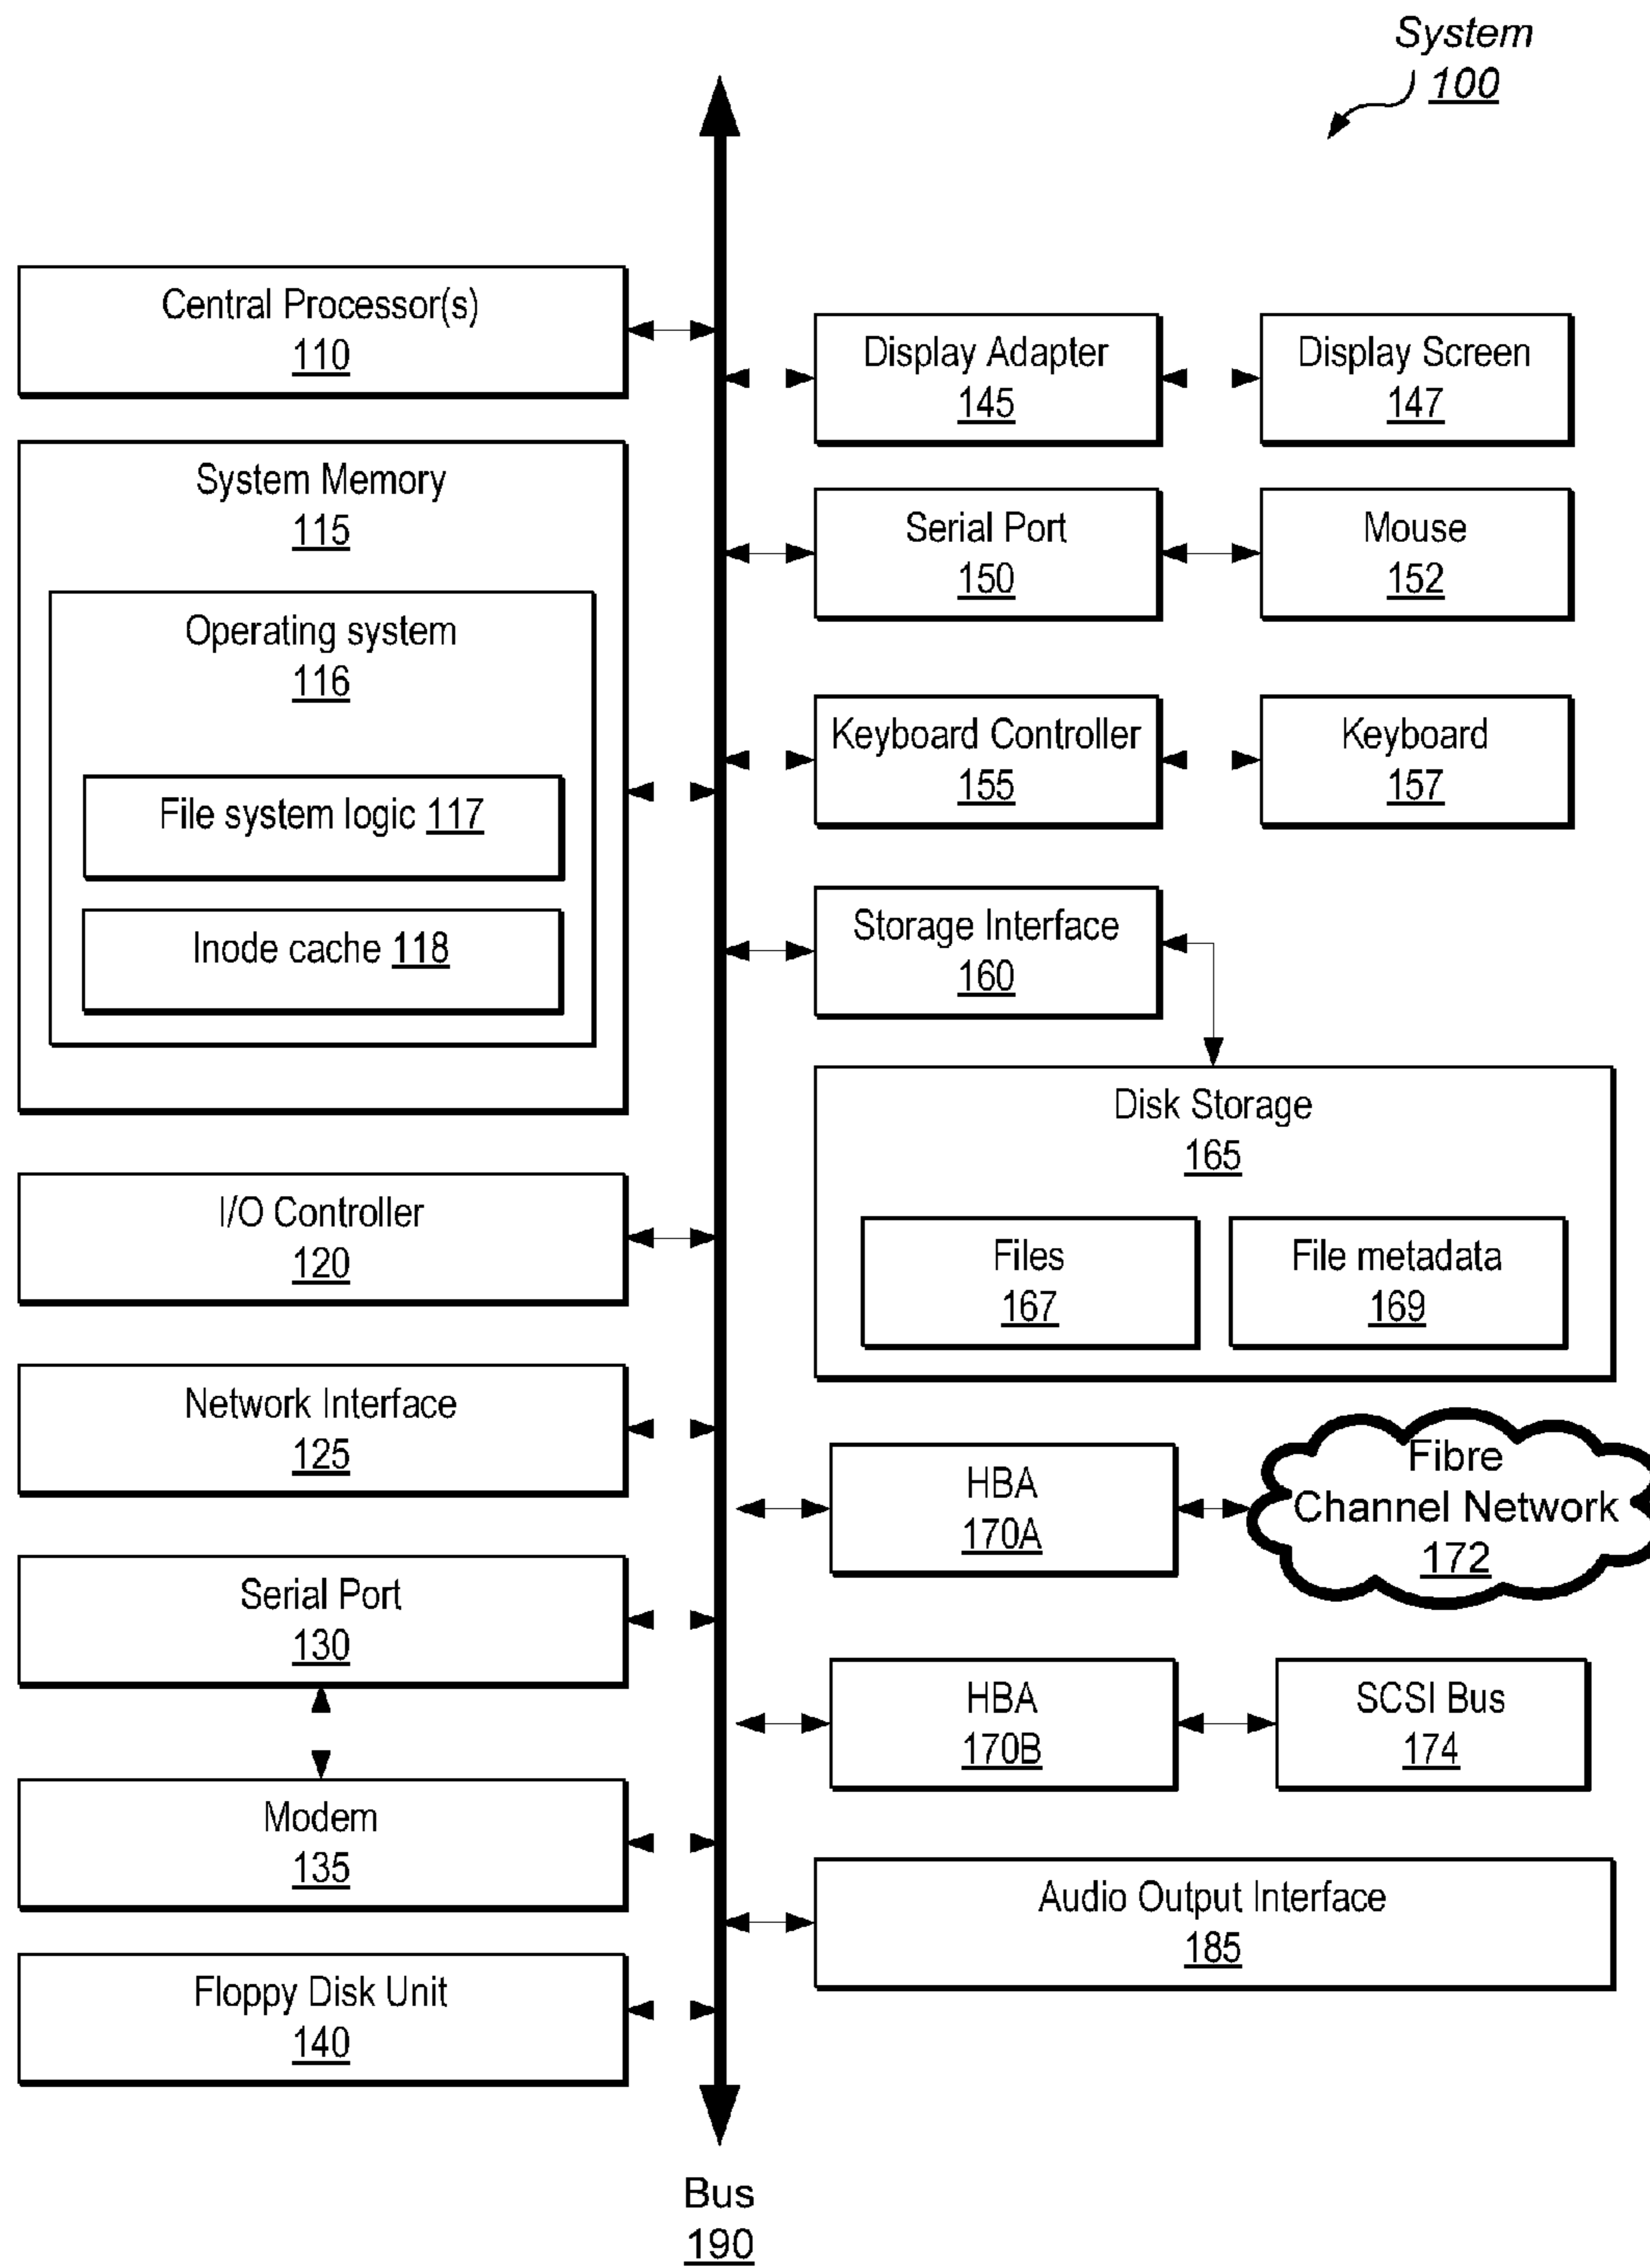 System
100
Central Processor(s)
110
System Memory
115
Operating system
116
File system logic 117
Inode cache 118
I/O Controller
120
Network Interface
125
Serial Port
130
Modem
135
Floppy Disk Unit
140
Display Adapter
145
Display Screen
147
Serial Port
150
Mouse
152
Keyboard Controller
155
Keyboard
157
Storage Interface
160
Disk Storage
165
Files
167
File metadata
169
HBA
170A
Fibre
Channel Network
172
HBA
170B
SCSI Bus
174
Audio Output Interface
185
Bus
190